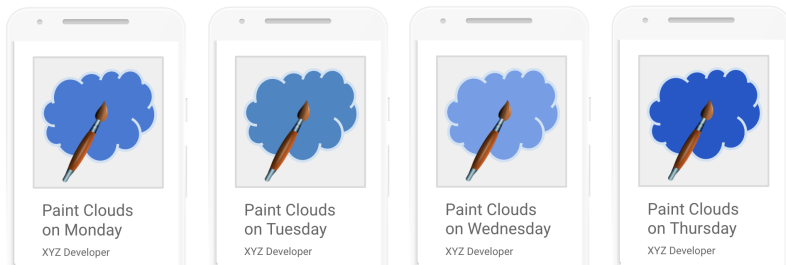 Paint Clouds
on Monday
XYZ Developer
Paint Clouds
on Tuesday
XYZ Developer
Paint Clouds
on Wednesday
XYZ Developer
Paint Clouds
on Thursday
XYZ Developer